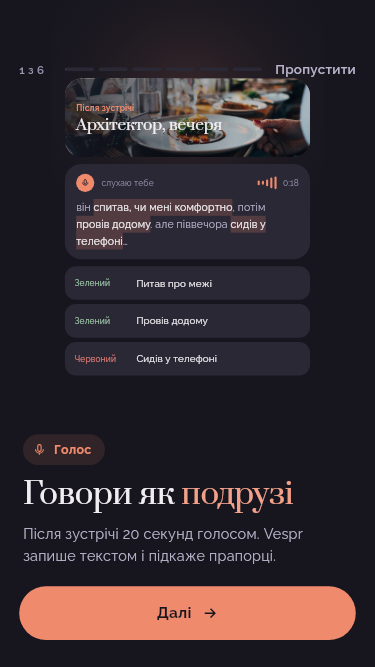 1 з 6
Пропустити
Після зустрічі
Архітектор, вечеря
слухаю тебе
0:18
він спитав, чи мені комфортно, потім
провів додому. але піввечора сидів у
телефоні..
Зелений
Питав про межі
Зелений
Провів додому
Червоний
Сидів у телефоні
Голос
Говори як подрузі
Після зустрічі 20 секунд голосом. Vespr
запише текстом і підкаже прапорці.
Далі →